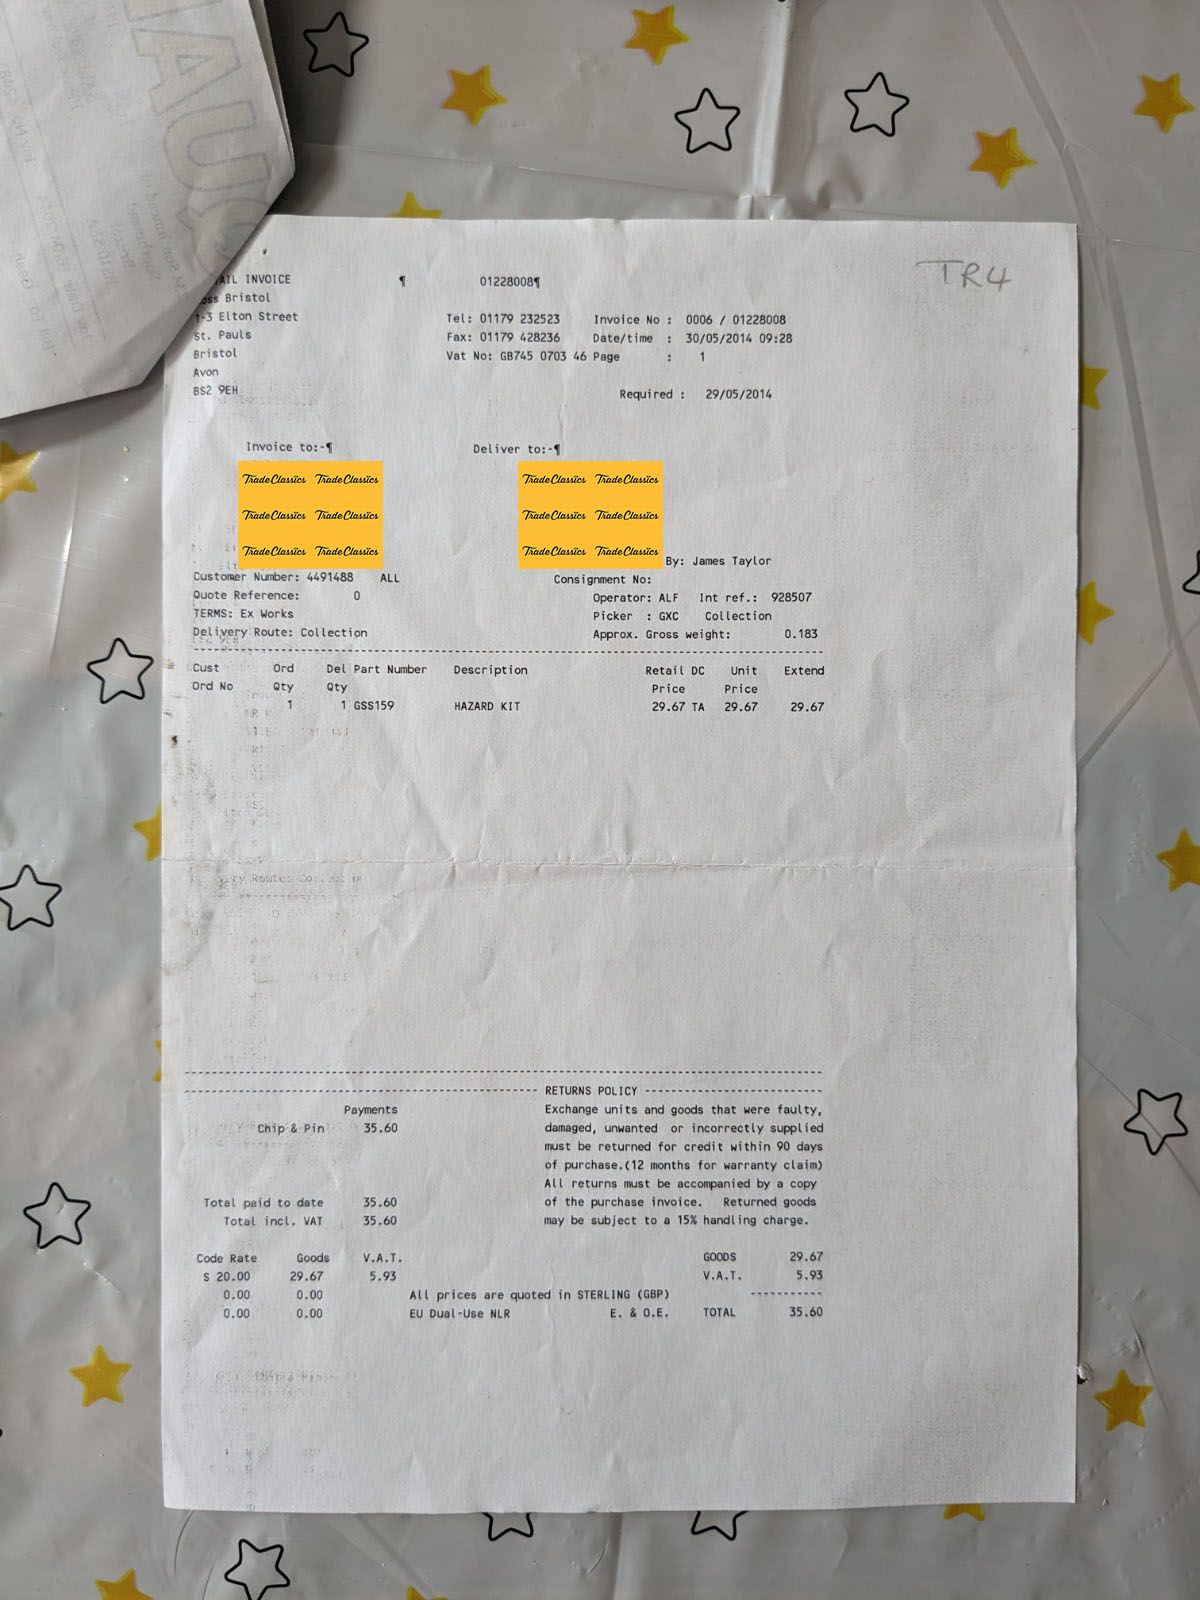 AIL INVOICE ¶ 01228008¶
oss Bristol
1-3 Elton Street Tel: 01179 232523 Invoice No : 0006 / 01228008
St. Pauls Fax: 01179 428236 Date/time : 30/05/2014 09:28
Bristol Vat No: GB745 0703 46 Page : 1
Avon
BS2 9EH Required : 29/05/2014
TR4
Invoice to:-¶ Deliver to:-¶
TradeClassics TradeClassics TradeClassics TradeClassics
TradeClassics TradeClassics TradeClassics TradeClassics
TradeClassics TradeClassics TradeClassics TradeClassics
By: James Taylor
Customer Number: 4491488 ALL Consignment No:
Quote Reference: 0 Operator: ALF Int ref.: 928507
TERMS: Ex Works Picker : GXC Collection
Delivery Route: Collection Approx. Gross weight: 0.183
Cust Ord Del Part Number Description Retail DC Unit Extend
Ord No Qty Qty Price Price
1 1 GSS159 HAZARD KIT 29.67 TA 29.67 29.67
RETURNS POLICY
Payments Exchange units and goods that were faulty,
Chip & Pin 35.60 damaged, unwanted or incorrectly supplied
must be returned for credit within 90 days
of purchase.(12 months for warranty claim)
All returns must be accompanied by a copy
Total paid to date 35.60 of the purchase invoice. Returned goods
Total incl. VAT 35.60 may be subject to a 15% handling charge.
Code Rate Goods V.A.T. GOODS 29.67
S 20.00 29.67 5.93 V.A.T. 5.93
0.00 0.00 All prices are quoted in STERLING (GBP) -----------
0.00 0.00 EU Dual-Use NLR E. & O.E. TOTAL 35.60